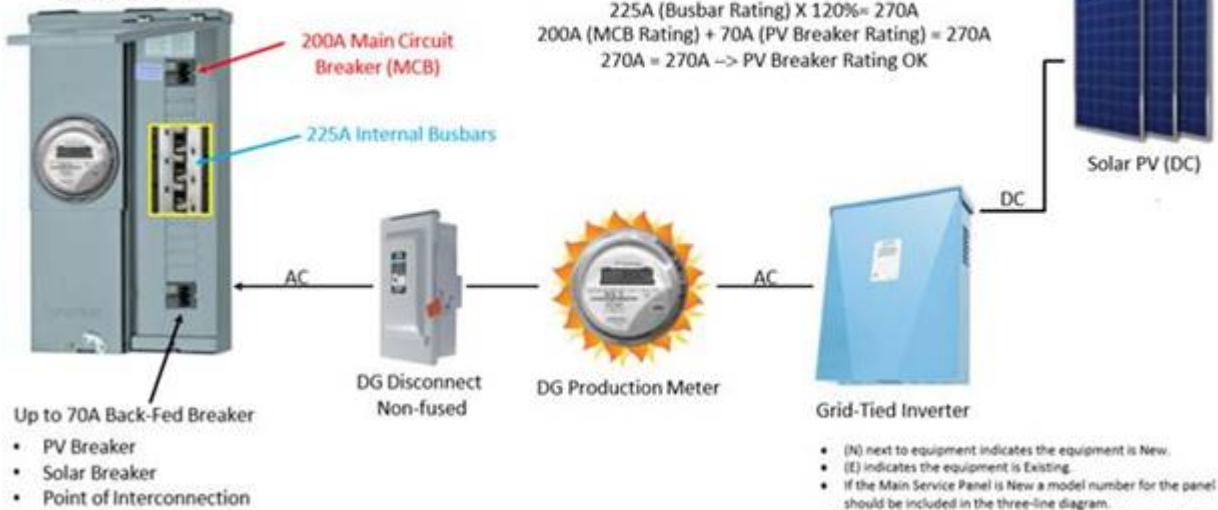 225A (Busbar Rating) X 120%= 270A
200A (MCB Rating) + 70A (PV Breaker Rating) = 270A
270A = 270A --> PV Breaker Rating OK
200A Main Circuit
Breaker (MCB)
225A Internal Busbars
Solar PV (DC)
DC
AC
AC
DG Disconnect
Non-fused
DG Production Meter
Grid-Tied Inverter
Up to 70A Back-Fed Breaker
• PV Breaker
• Solar Breaker
• Point of Interconnection
• (N) next to equipment indicates the equipment is New.
• (E) indicates the equipment is Existing.
• If the Main Service Panel is New a model number for the panel
should be included in the three-line diagram.